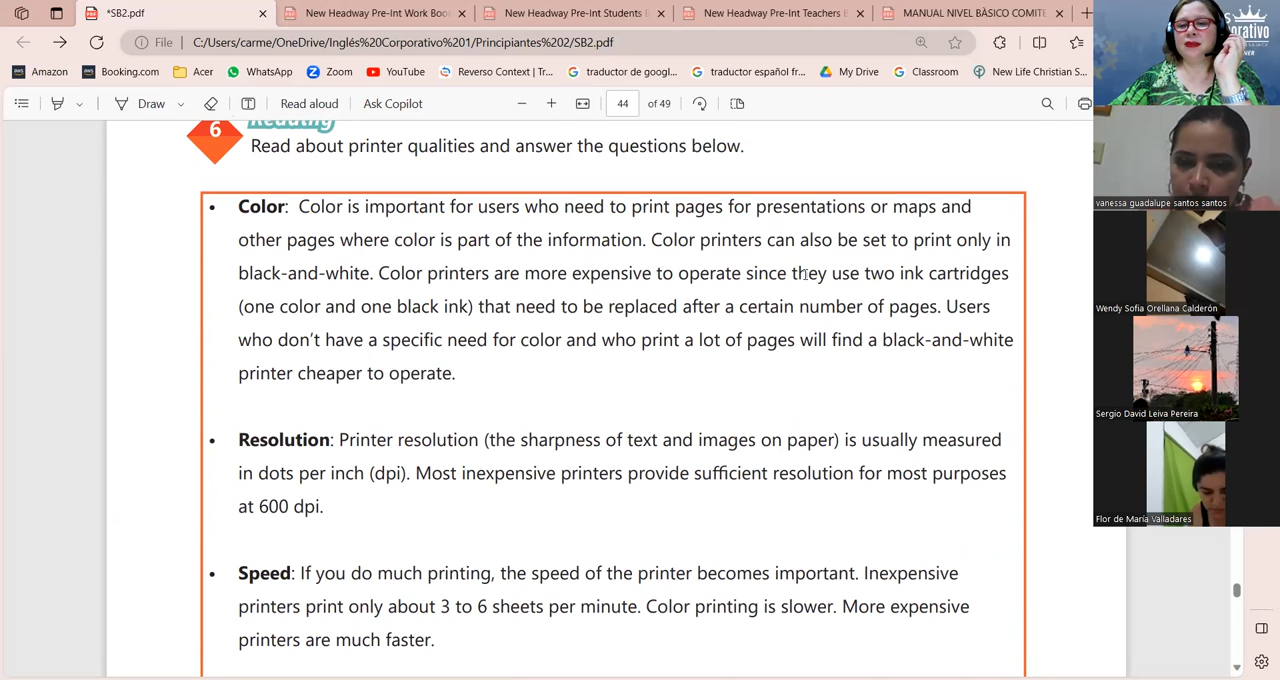 *SB2.pdf
New Headway Pre-Int Work Boo
New Headway Pre-Int Students B
New Headway Pre-Int Teachers B
MANUAL NIVEL BÀSICO COMITE
File
C:/Users/carme/OneDrive/Inglés%20Corporativo%201/Principiantes%202/SB2.pdf
Amazon
Booking.com
Acer
WhatsApp
Zoom
YouTube
Reverso Context | Tr...
traductor de googl...
traductor español fr...
My Drive
Classroom
New Life Christian S...
Draw
Read aloud
Ask Copilot
44 of 49
6 Reading
Read about printer qualities and answer the questions below.
• Color: Color is important for users who need to print pages for presentations or maps and
other pages where color is part of the information. Color printers can also be set to print only in
black-and-white. Color printers are more expensive to operate since they use two ink cartridges
(one color and one black ink) that need to be replaced after a certain number of pages. Users
who don't have a specific need for color and who print a lot of pages will find a black-and-white
printer cheaper to operate.
• Resolution: Printer resolution (the sharpness of text and images on paper) is usually measured
in dots per inch (dpi). Most inexpensive printers provide sufficient resolution for most purposes
at 600 dpi.
• Speed: If you do much printing, the speed of the printer becomes important. Inexpensive
printers print only about 3 to 6 sheets per minute. Color printing is slower. More expensive
printers are much faster.
vanessa guadalupe santos santos
Wendy Sofia Orellana Calderón
Sergio David Leiva Pereira
Flor de María Valladares